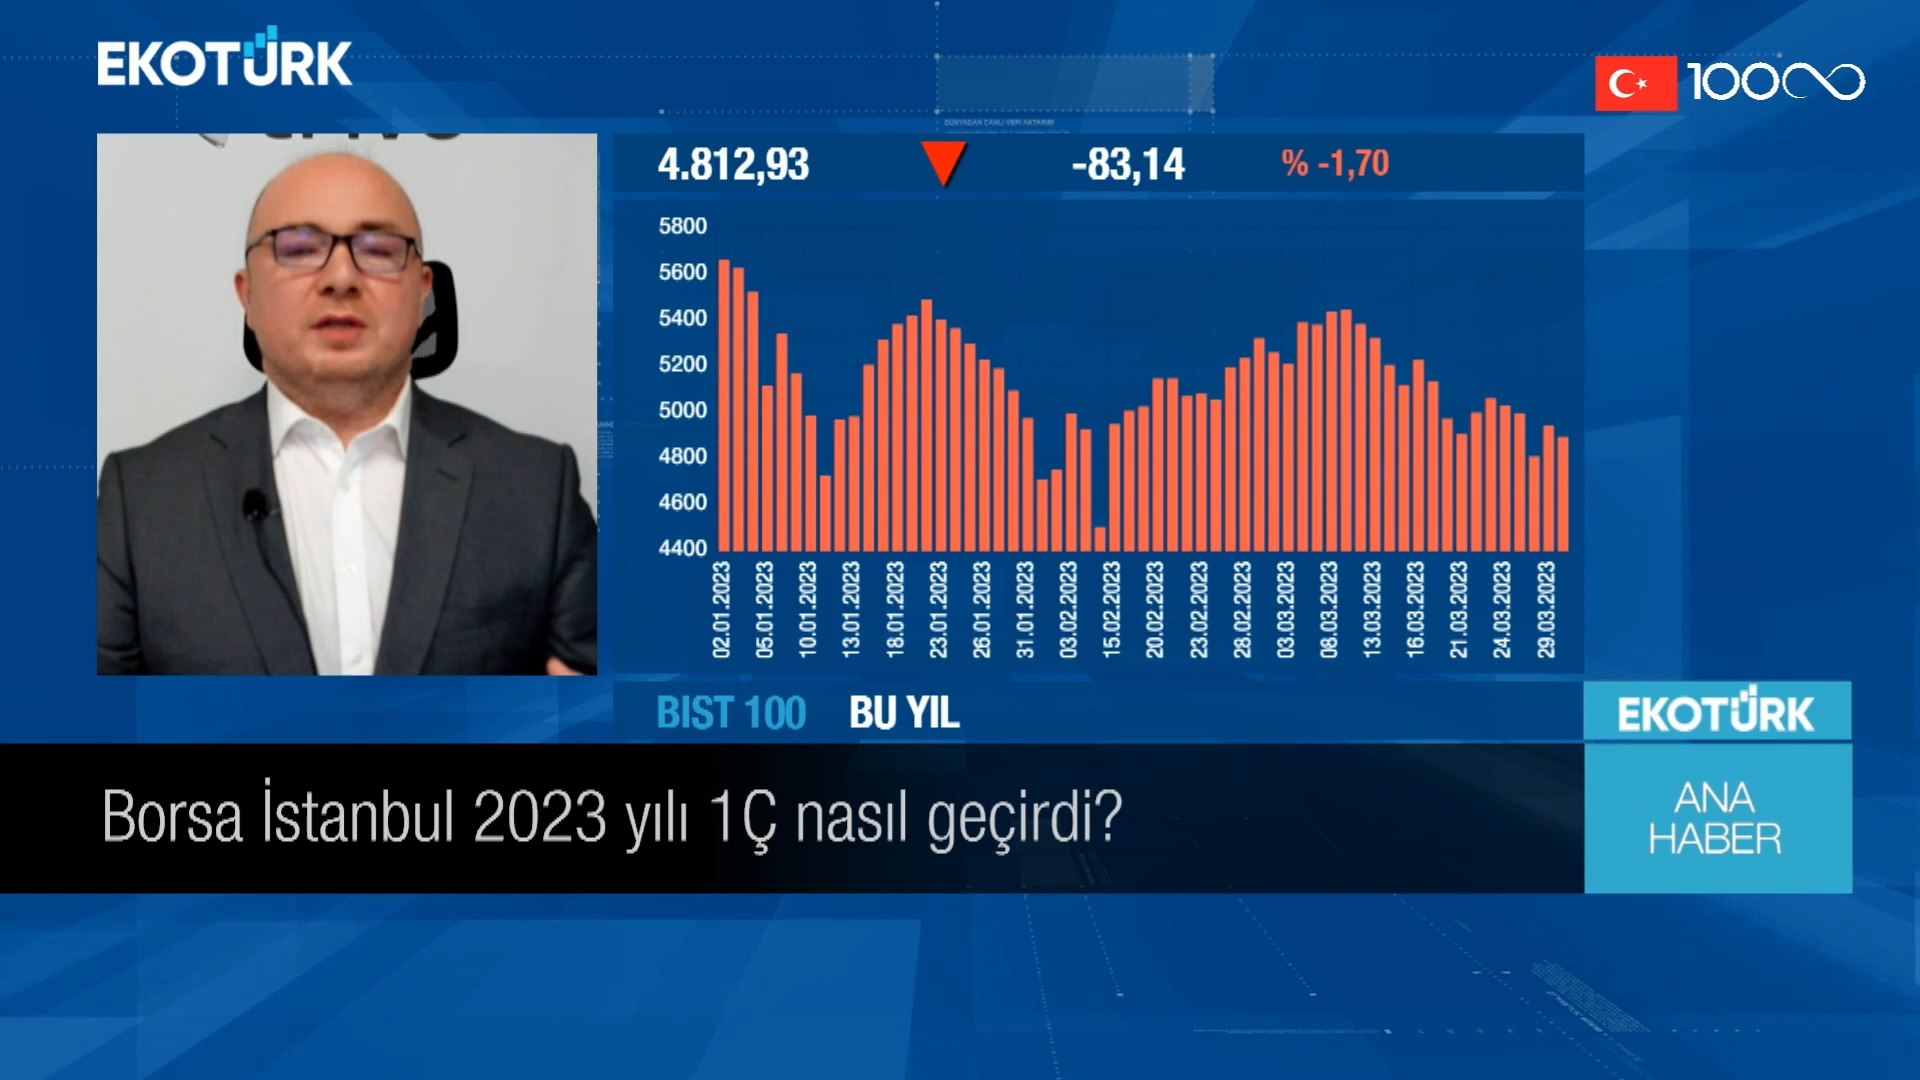 EKOTÜRK
100
DÜNYADAN CANLI VERİ AKTARIMI
4.812,93 -83,14 % -1,70
5800
5600
5400
5200
5000
4800
4600
4400
02.01.2023 05.01.2023 10.01.2023 13.01.2023 18.01.2023 23.01.2023 26.01.2023 31.01.2023 03.02.2023 15.02.2023 20.02.2023 23.02.2023 28.02.2023 03.03.2023 08.03.2023 13.03.2023 16.03.2023 21.03.2023 24.03.2023 29.03.2023
BIST 100 BU YIL
EKOTÜRK
Borsa İstanbul 2023 yılı 1Ç nasıl geçirdi?
ANA
HABER